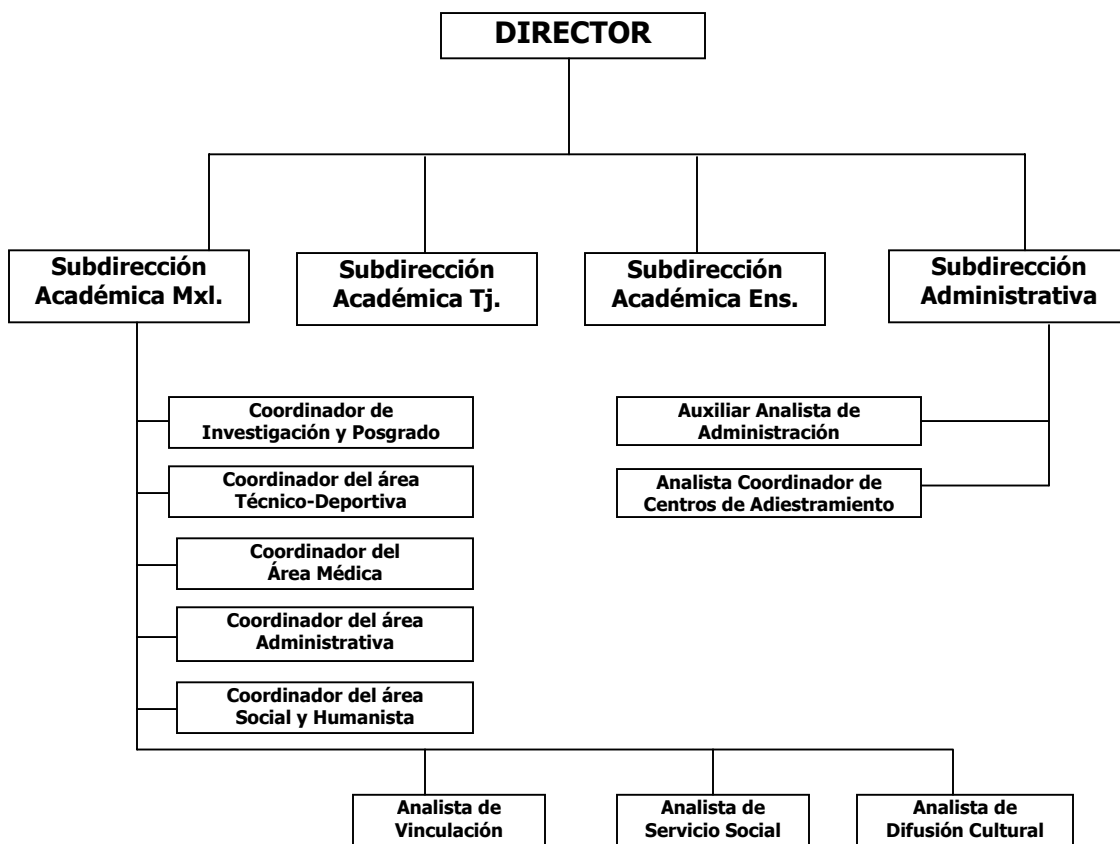 DIRECTOR
Subdirección
Académica Mxl.
Subdirección
Académica Tj.
Subdirección
Académica Ens.
Subdirección
Administrativa
Coordinador de
Investigación y Posgrado
Coordinador del área
Técnico-Deportiva
Coordinador del
Área Médica
Coordinador del área
Administrativa
Coordinador del área
Social y Humanista
Auxiliar Analista de
Administración
Analista Coordinador de
Centros de Adiestramiento
Analista de
Vinculación
Analista de
Servicio Social
Analista de
Difusión Cultural